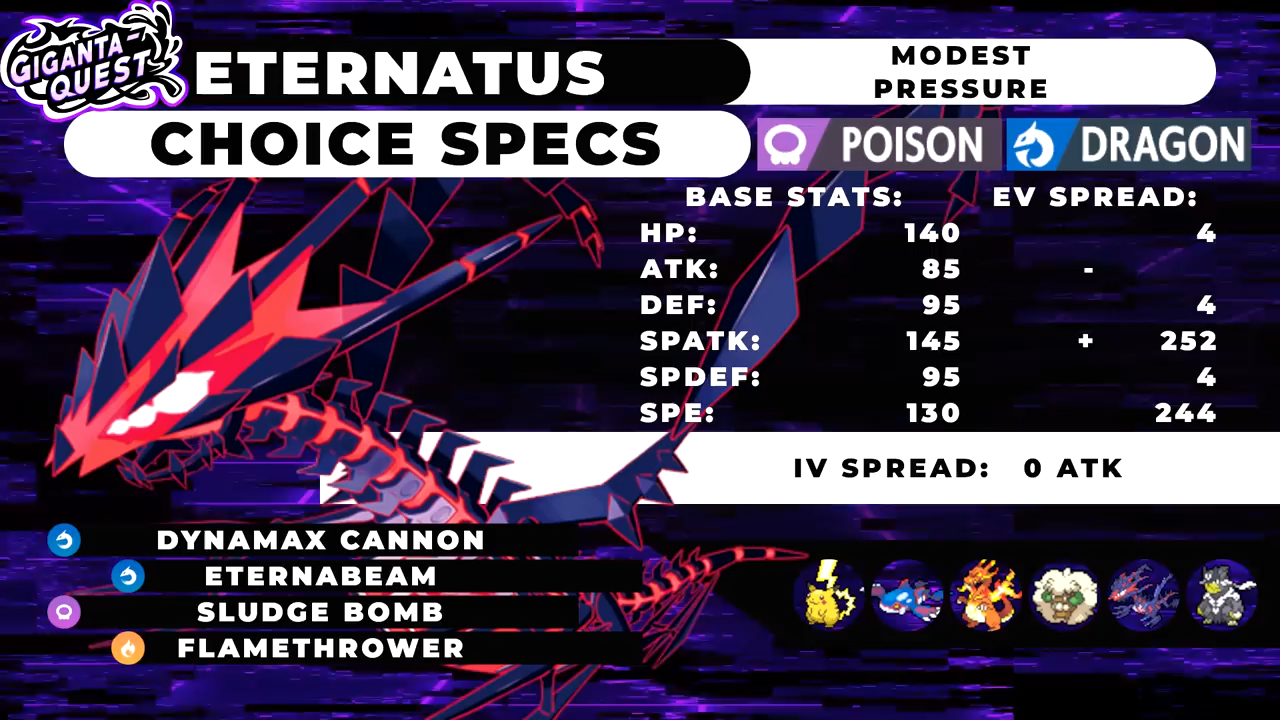 GIGANTA-
QUEST
ETERNATUS
MODEST
PRESSURE
CHOICE SPECS
POISON
DRAGON
BASE STATS: EV SPREAD:
HP: 140 4
ATK: 85 -
DEF: 95 4
SPATK: 145 + 252
SPDEF: 95 4
SPE: 130 244
IV SPREAD: 0 ATK
DYNAMAX CANNON
ETERNABEAM
SLUDGE BOMB
FLAMETHROWER